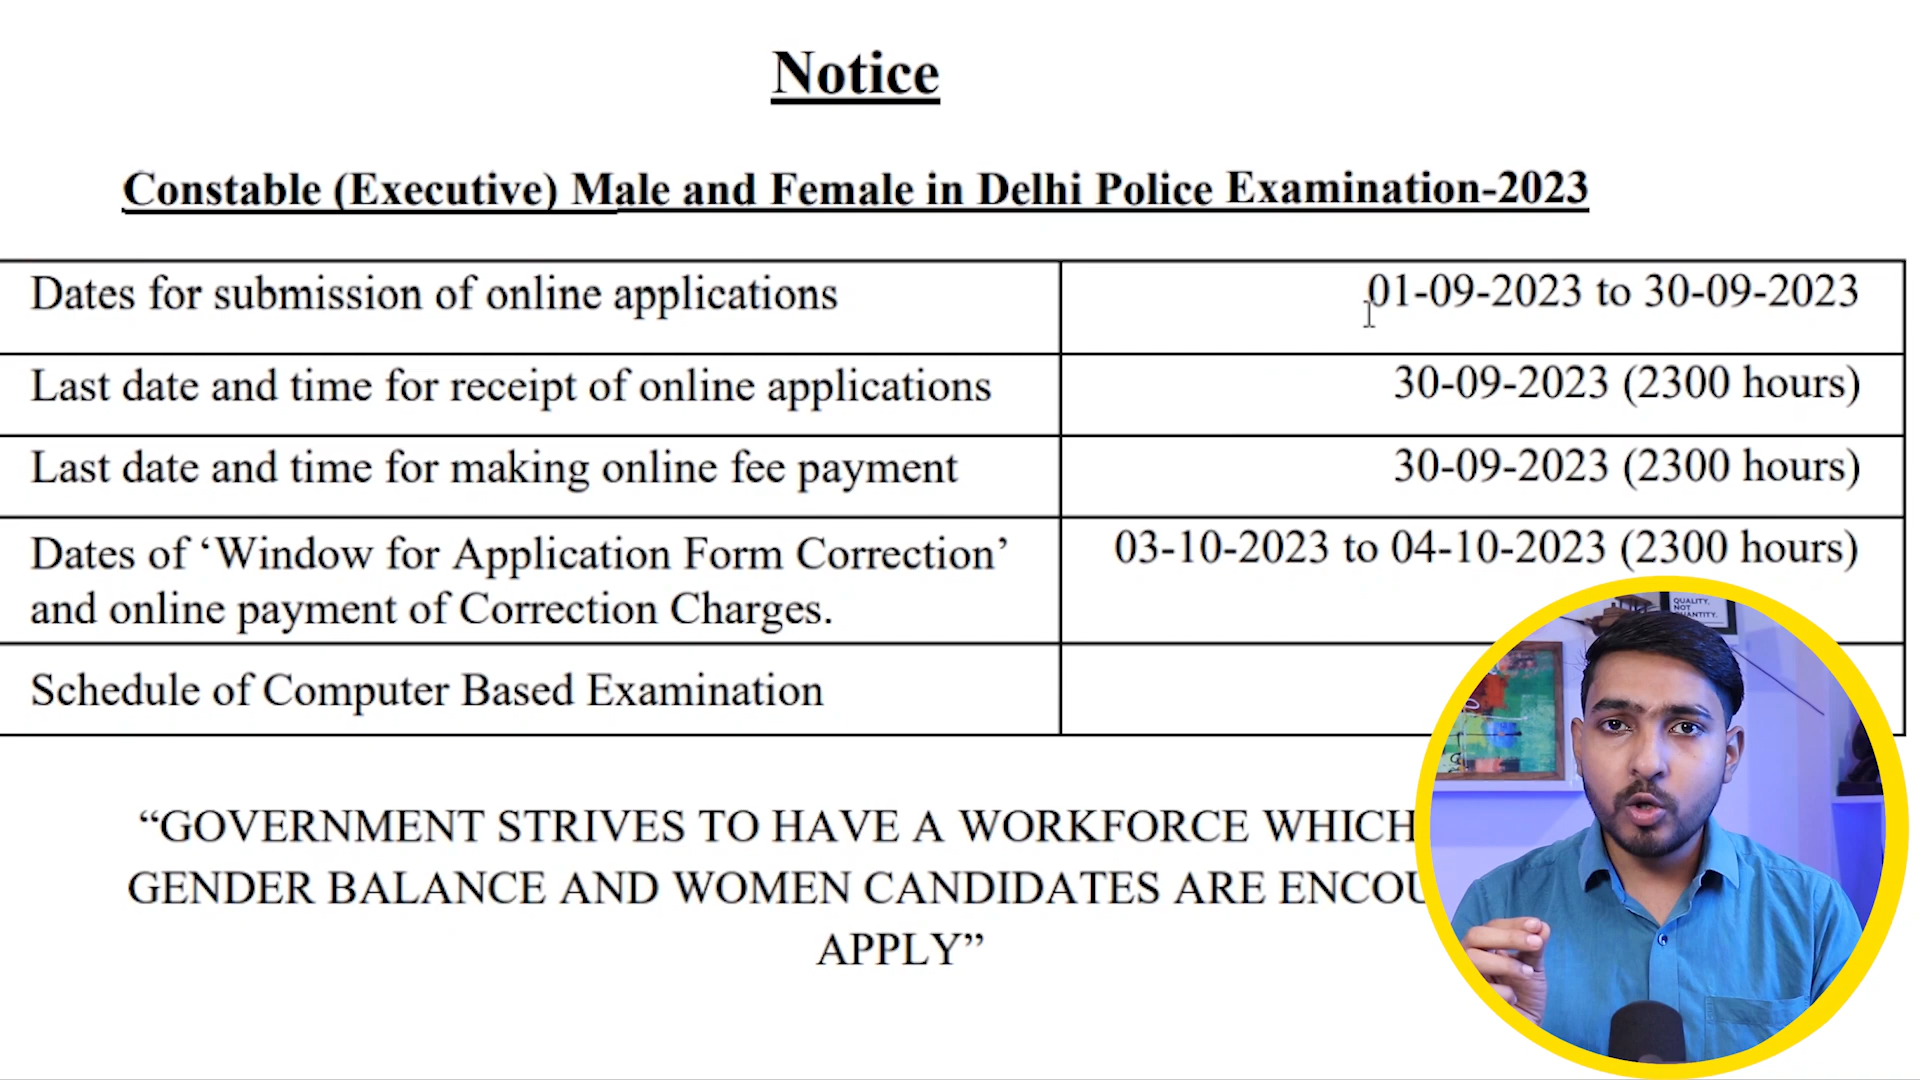 Notice
Constable (Executive) Male and Female in Delhi Police Examination-2023
Dates for submission of online applications 01-09-2023 to 30-09-2023
Last date and time for receipt of online applications 30-09-2023 (2300 hours)
Last date and time for making online fee payment 30-09-2023 (2300 hours)
Dates of ‘Window for Application Form Correction’ 03-10-2023 to 04-10-2023 (2300 hours)
and online payment of Correction Charges.
Schedule of Computer Based Examination
“GOVERNMENT STRIVES TO HAVE A WORKFORCE WHICH
GENDER BALANCE AND WOMEN CANDIDATES ARE
APPLY”
QUALITY,
NOT
QUANTITY.